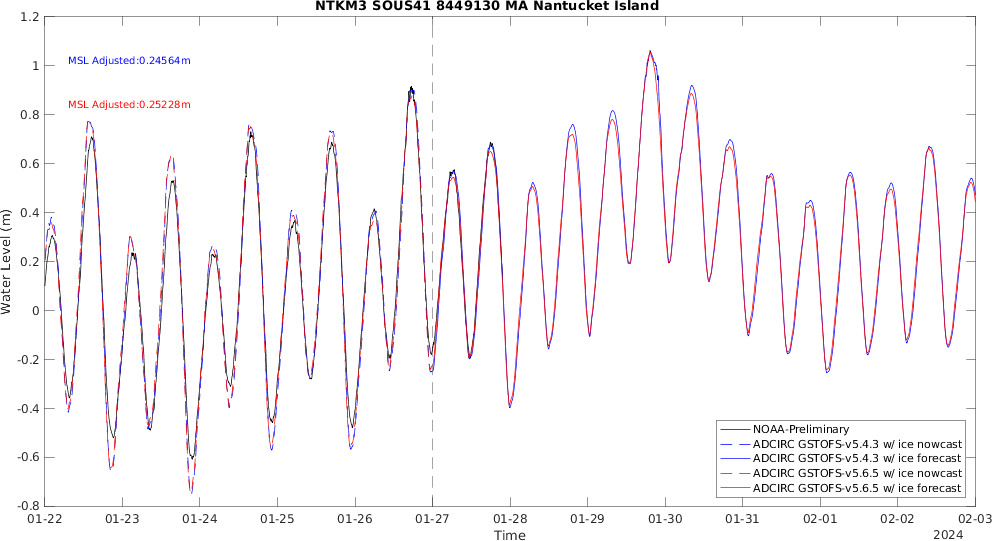 NTKM3 SOUS41 8449130 MA Nantucket Island
1.2
1
0.8
0.6
0.4
0.2
0
-0.2
-0.4
-0.6
-0.8
Water Level (m)
MSL Adjusted:0.24564m
MSL Adjusted:0.25228m
NOAA-Preliminary
ADCIRC GSTOFS-v5.4.3 w/ ice nowcast
ADCIRC GSTOFS-v5.4.3 w/ ice forecast
ADCIRC GSTOFS-v5.6.5 w/ ice nowcast
ADCIRC GSTOFS-v5.6.5 w/ ice forecast
01-22 01-23 01-24 01-25 01-26 01-27 01-28 01-29 01-30 01-31 02-01 02-02 02-03
Time
2024